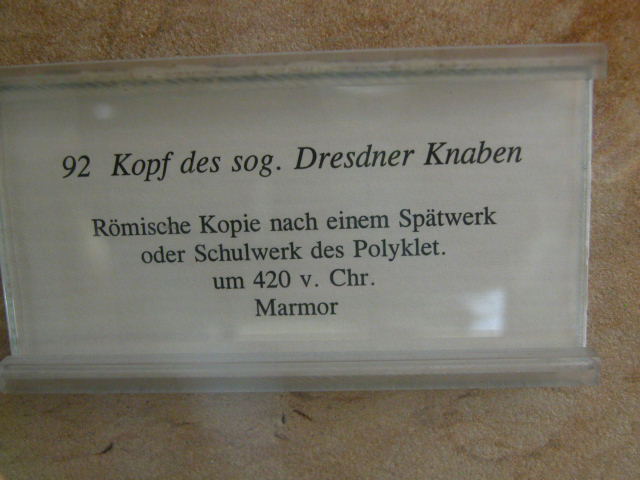 92 Kopf des sog. Dresdner Knaben
Römische Kopie nach einem Spätwerk
oder Schulwerk des Polyklet.
um 420 v. Chr.
Marmor